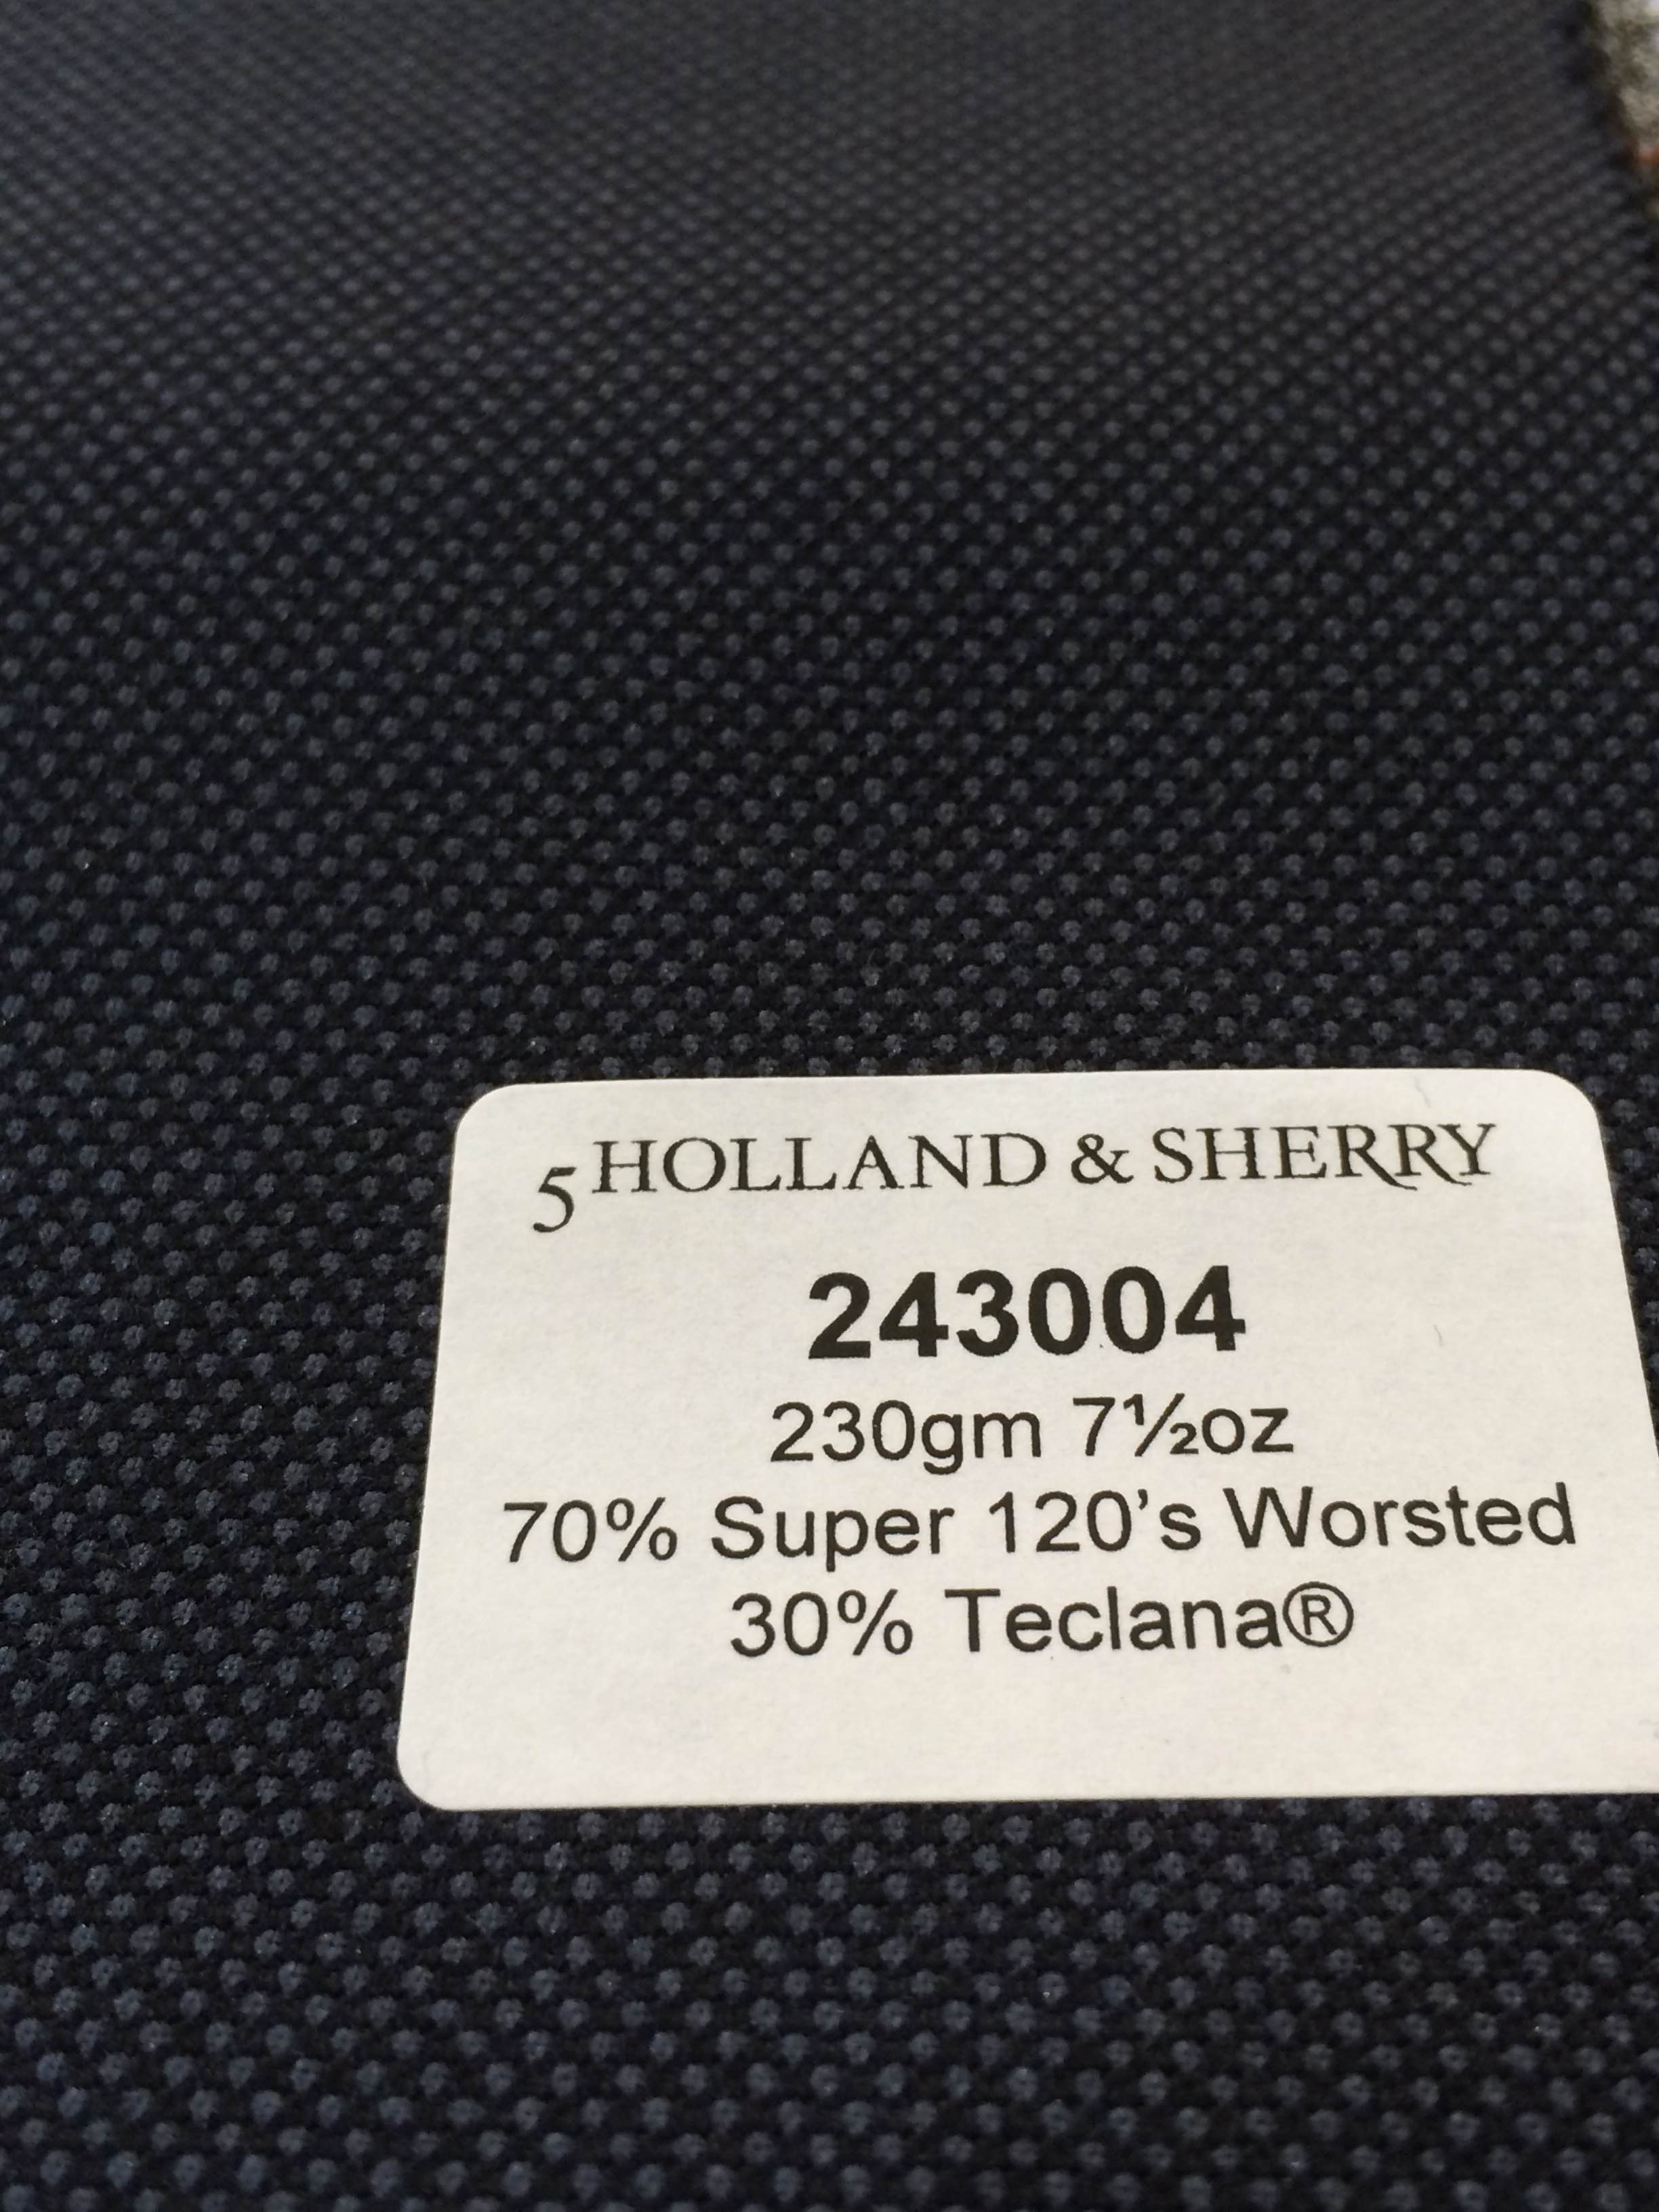 5 HOLLAND & SHERRY
243004
230gm 7½oz
70% Super 120's Worsted
30% Teclana®